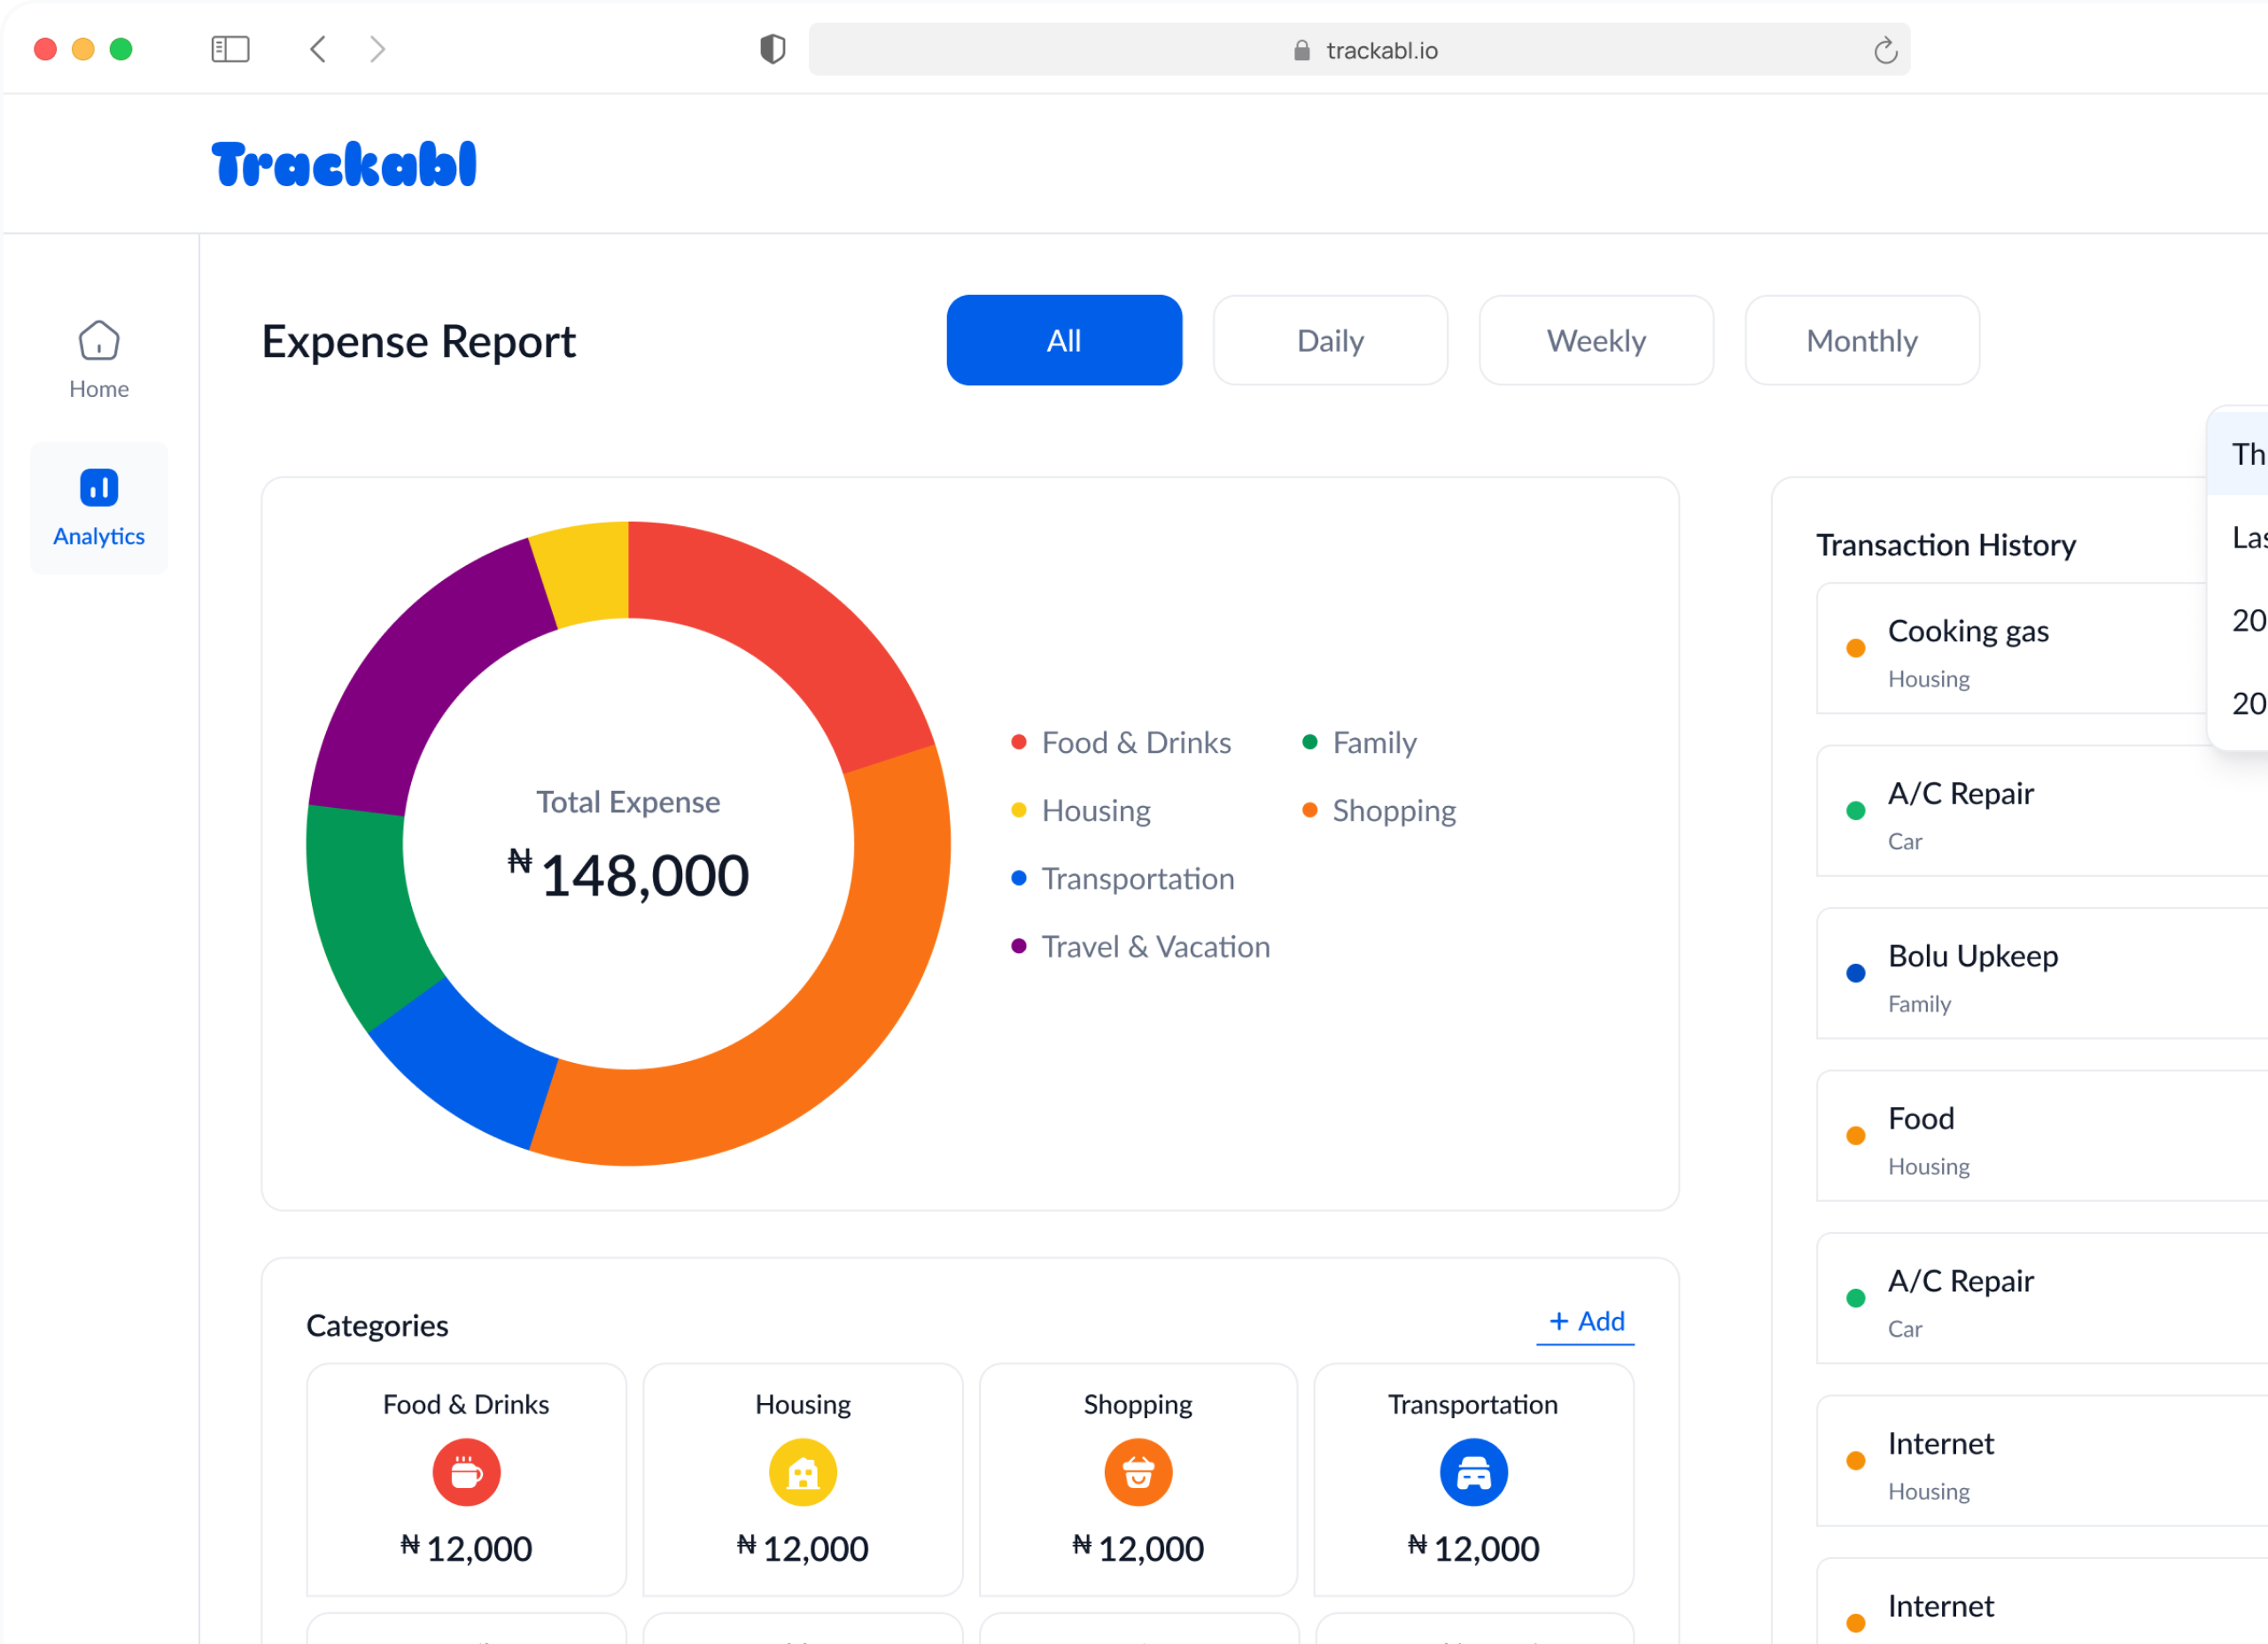 trackabl.io
Trackabl
Home
Analytics
Expense Report
All
Daily
Weekly
Monthly
Th
Las
20
20
Total Expense
₦148,000
Food & Drinks
Family
Housing
Shopping
Transportation
Travel & Vacation
Categories
+ Add
Food & Drinks
₦12,000
Housing
₦12,000
Shopping
₦12,000
Transportation
₦12,000
Transaction History
Cooking gas
Housing
A/C Repair
Car
Bolu Upkeep
Family
Food
Housing
A/C Repair
Car
Internet
Housing
Internet